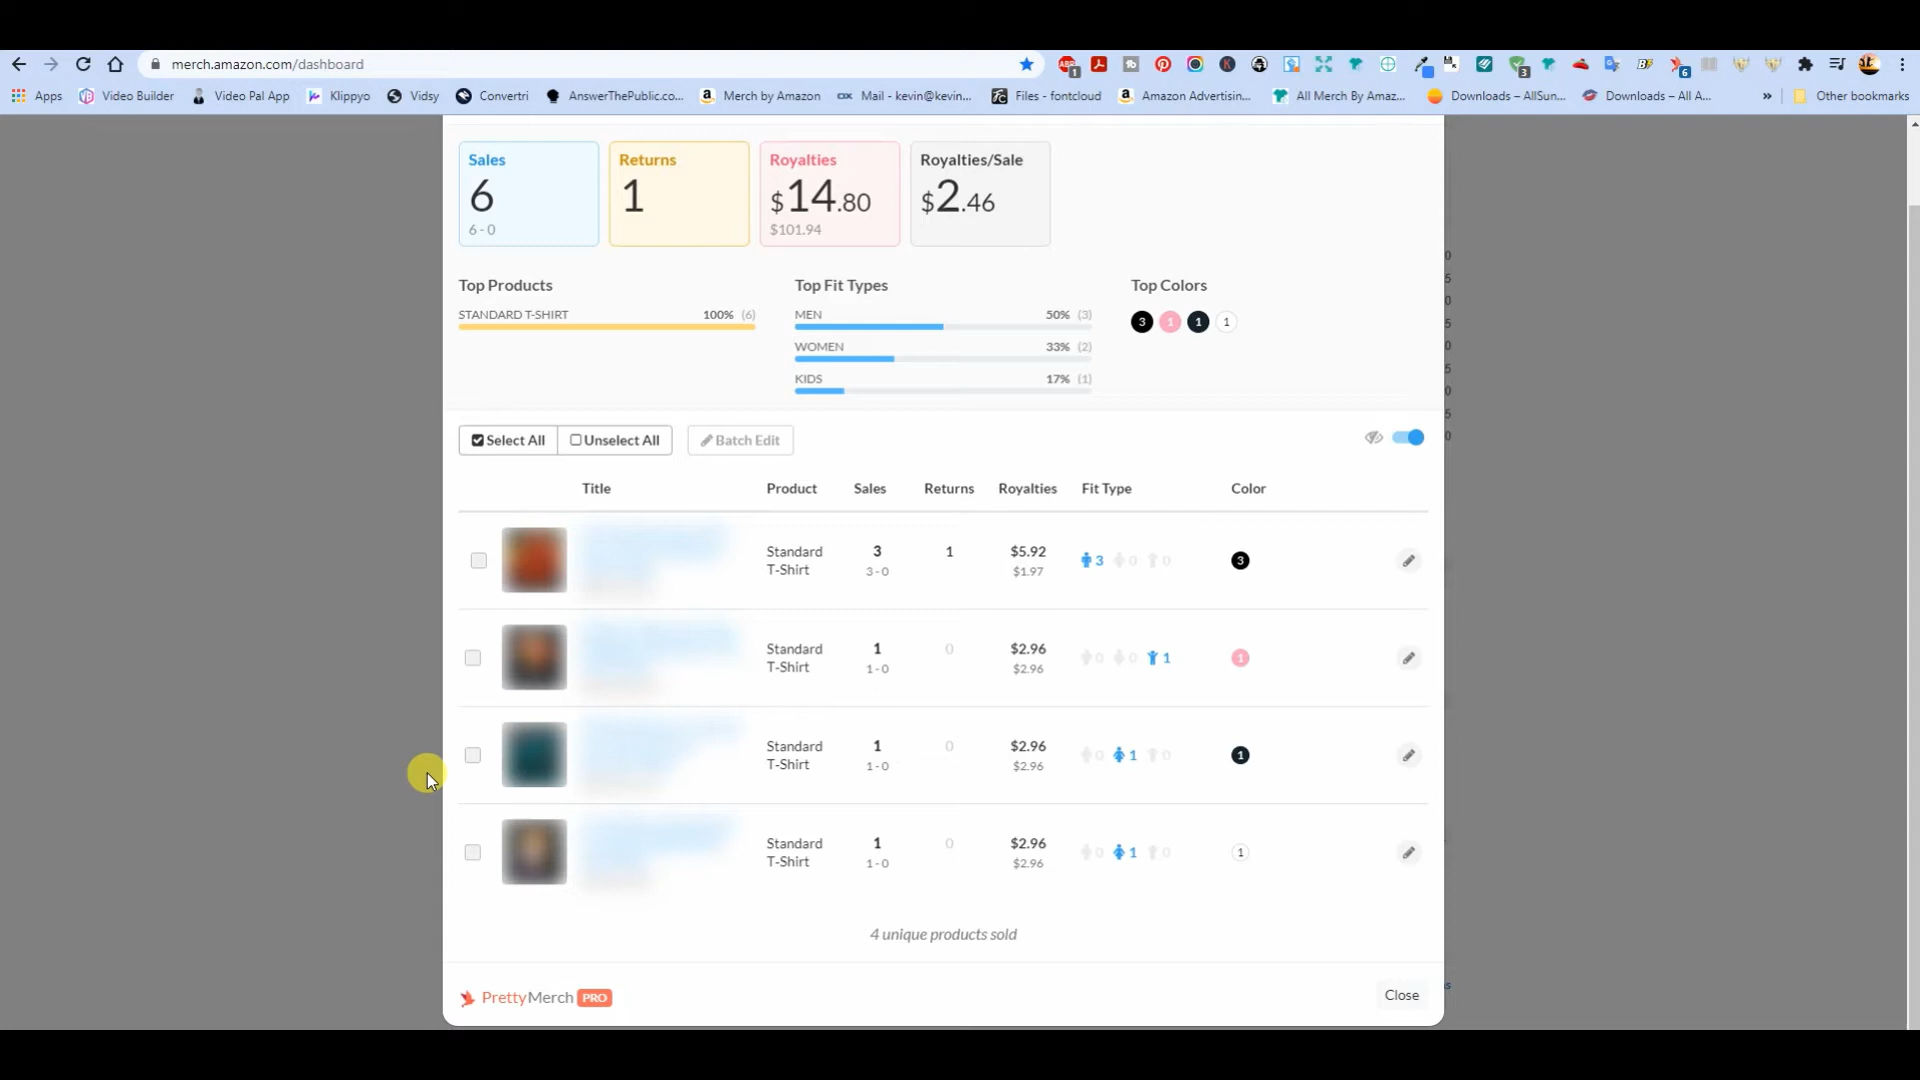 merch.amazon.com/dashboard
1
K
3
BF
6
Apps
Video Builder
Video Pal App
Klippyo
Vidsy
Convertri
AnswerThePublic.co...
Merch by Amazon
Mail - kevin@kevin...
Files - fontcloud
Amazon Advertisin...
All Merch By Amaz...
Downloads – AllSun...
Downloads – All A...
»
Other bookmarks
Sales
6
6 - 0
Returns
1
Royalties
$14.80
$101.94
Royalties/Sale
$2.46
Top Products
STANDARD T-SHIRT 100% (6)
Top Fit Types
MEN 50% (3)
WOMEN 33% (2)
KIDS 17% (1)
Top Colors
3 1 1 1
Select All
Unselect All
Batch Edit
Title Product Sales Returns Royalties Fit Type Color
Standard T-Shirt 3 1 $5.92 3 0 0 3
3 - 0 $1.97
Standard T-Shirt 1 0 $2.96 0 0 1 1
1 - 0 $2.96
Standard T-Shirt 1 0 $2.96 0 1 0 1
1 - 0 $2.96
Standard T-Shirt 1 0 $2.96 0 1 0 1
1 - 0 $2.96
4 unique products sold
PrettyMerch PRO
Close